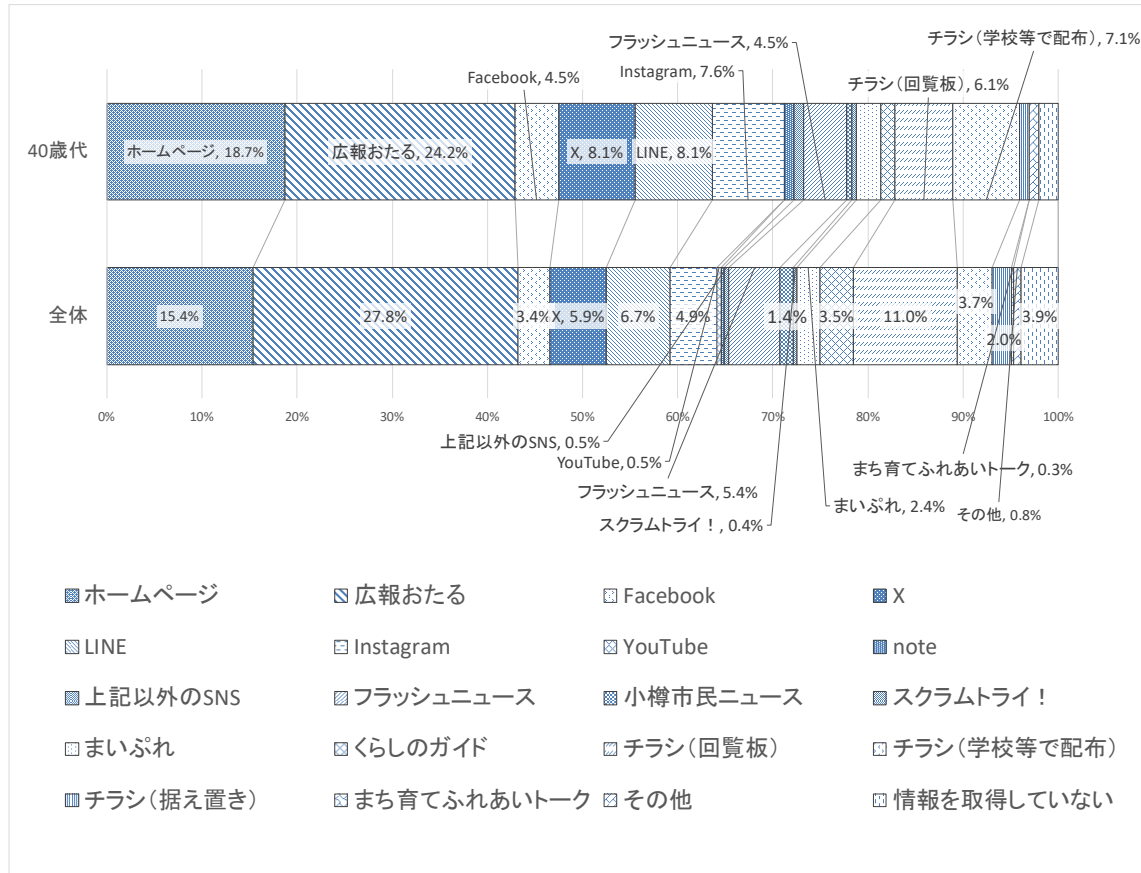 フラッシュニュース, 4.5%
チラシ(学校等で配布), 7.1%
Facebook, 4.5%
Instagram, 7.6%
チラシ(回覧板), 6.1%
40歳代
ホームページ, 18.7%
広報おたる, 24.2%
X, 8.1%
LINE, 8.1%
全体
15.4%
27.8%
3.4%
X, 5.9%
6.7%
4.9%
1.4%
3.5%
11.0%
3.7%
2.0%
3.9%
0% 10% 20% 30% 40% 50% 60% 70% 80% 90% 100%
上記以外のSNS, 0.5%
YouTube, 0.5%
フラッシュニュース, 5.4%
スクラムトライ!, 0.4%
まいぷれ, 2.4%
まち育てふれあいトーク, 0.3%
その他, 0.8%
ホームページ 広報おたる Facebook X
LINE Instagram YouTube note
上記以外のSNS フラッシュニュース 小樽市民ニュース スクラムトライ!
まいぷれ くらしのガイド チラシ(回覧板) チラシ(学校等で配布)
チラシ(据え置き) まち育てふれあいトーク その他 情報を取得していない